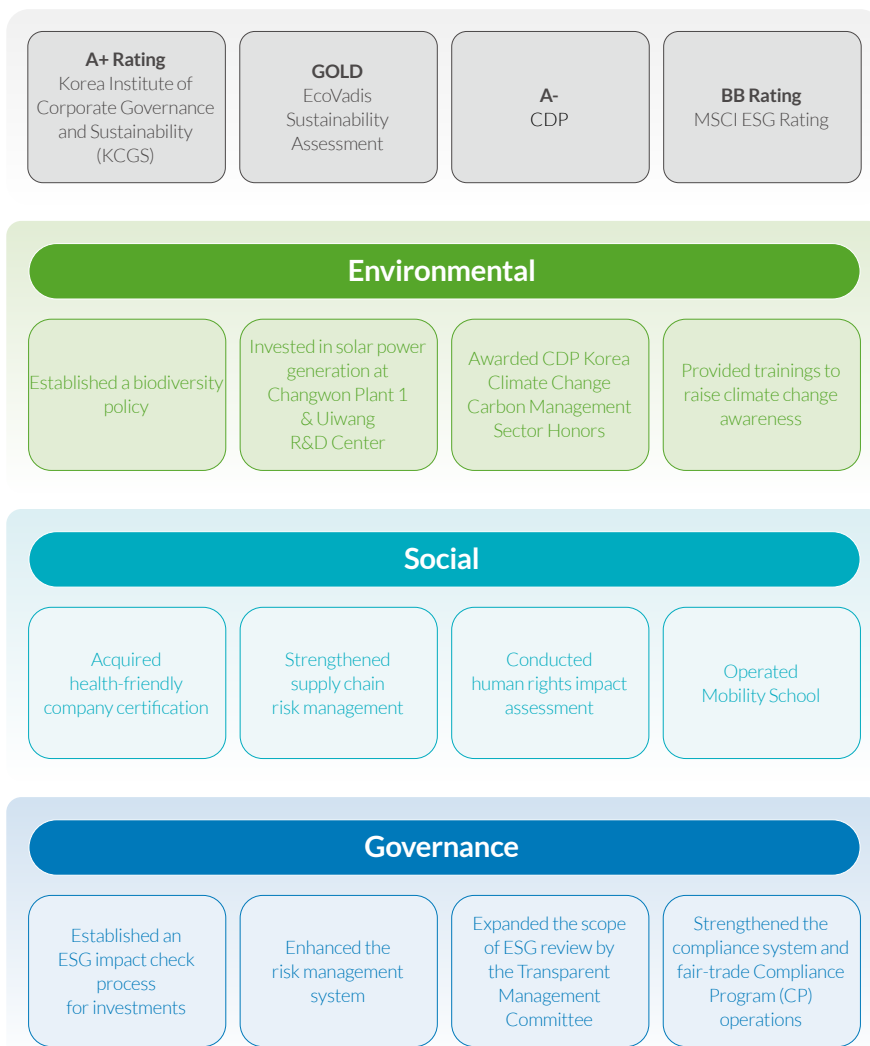 A+ Rating
Korea Institute of
Corporate Governance
and Sustainability
(KCGS)
GOLD
EcoVadis
Sustainability
Assessment
A-
CDP
BB Rating
MSCI ESG Rating
Environmental
Established a biodiversity
policy
Invested in solar power
generation at
Changwon Plant 1
& Uiwang
R&D Center
Awarded CDP Korea
Climate Change
Carbon Management
Sector Honors
Provided trainings to
raise climate change
awareness
Social
Acquired
health-friendly
company certification
Strengthened
supply chain
risk management
Conducted
human rights impact
assessment
Operated
Mobility School
Governance
Established an
ESG impact check
process
for investments
Enhanced the
risk management
system
Expanded the scope
of ESG review by
the Transparent
Management
Committee
Strengthened the
compliance system and
fair-trade Compliance
Program (CP)
operations